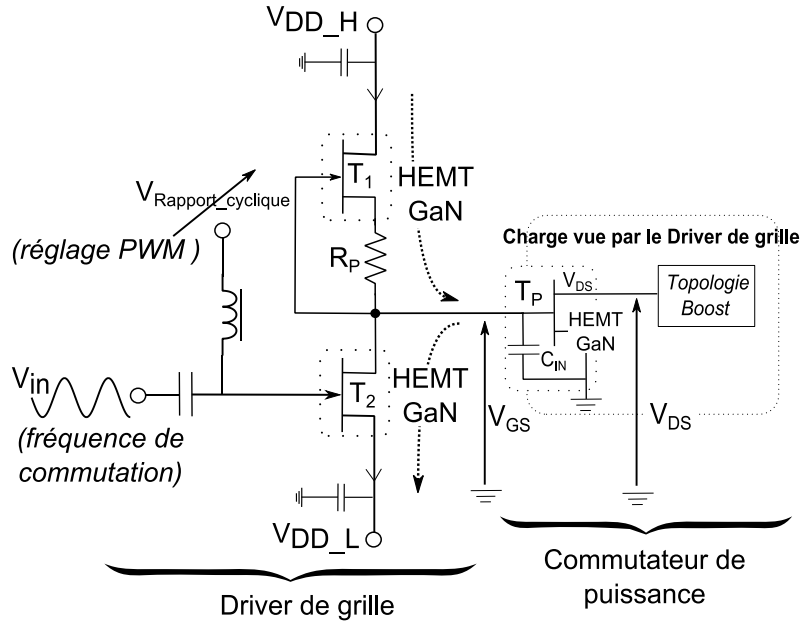 VDD_H
T1
HEMT
GaN
VRapport_cyclique
(réglage PWM )
RP
Charge vue par le Driver de grille
TP
VDS
Topologie
Boost
HEMT
GaN
CIN
Vin
T2
HEMT
GaN
VGS
VDS
(fréquence de
commutation)
VDD_L
Driver de grille
Commutateur de
puissance